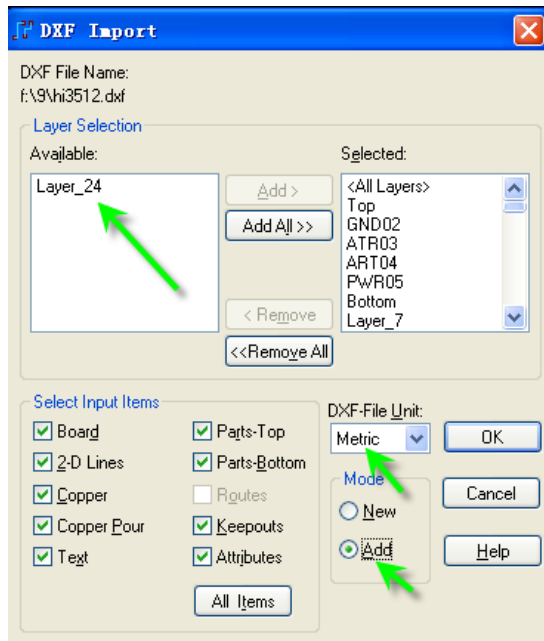 DXF Import
DXF File Name:
f:\9\hi3512.dxf
Layer Selection
Available:
Layer_24
Add >
Add All >>
< Remove
<<Remove All
Selected:
<All Layers>
Top
GND02
ATR03
ART04
PWR05
Bottom
Layer_7
Select Input Items
Board
2-D Lines
Copper
Copper Pour
Text
Parts-Top
Parts-Bottom
Routes
Keepouts
Attributes
All Items
DXF-File Unit:
Metric
Mode
New
Add
OK
Cancel
Help